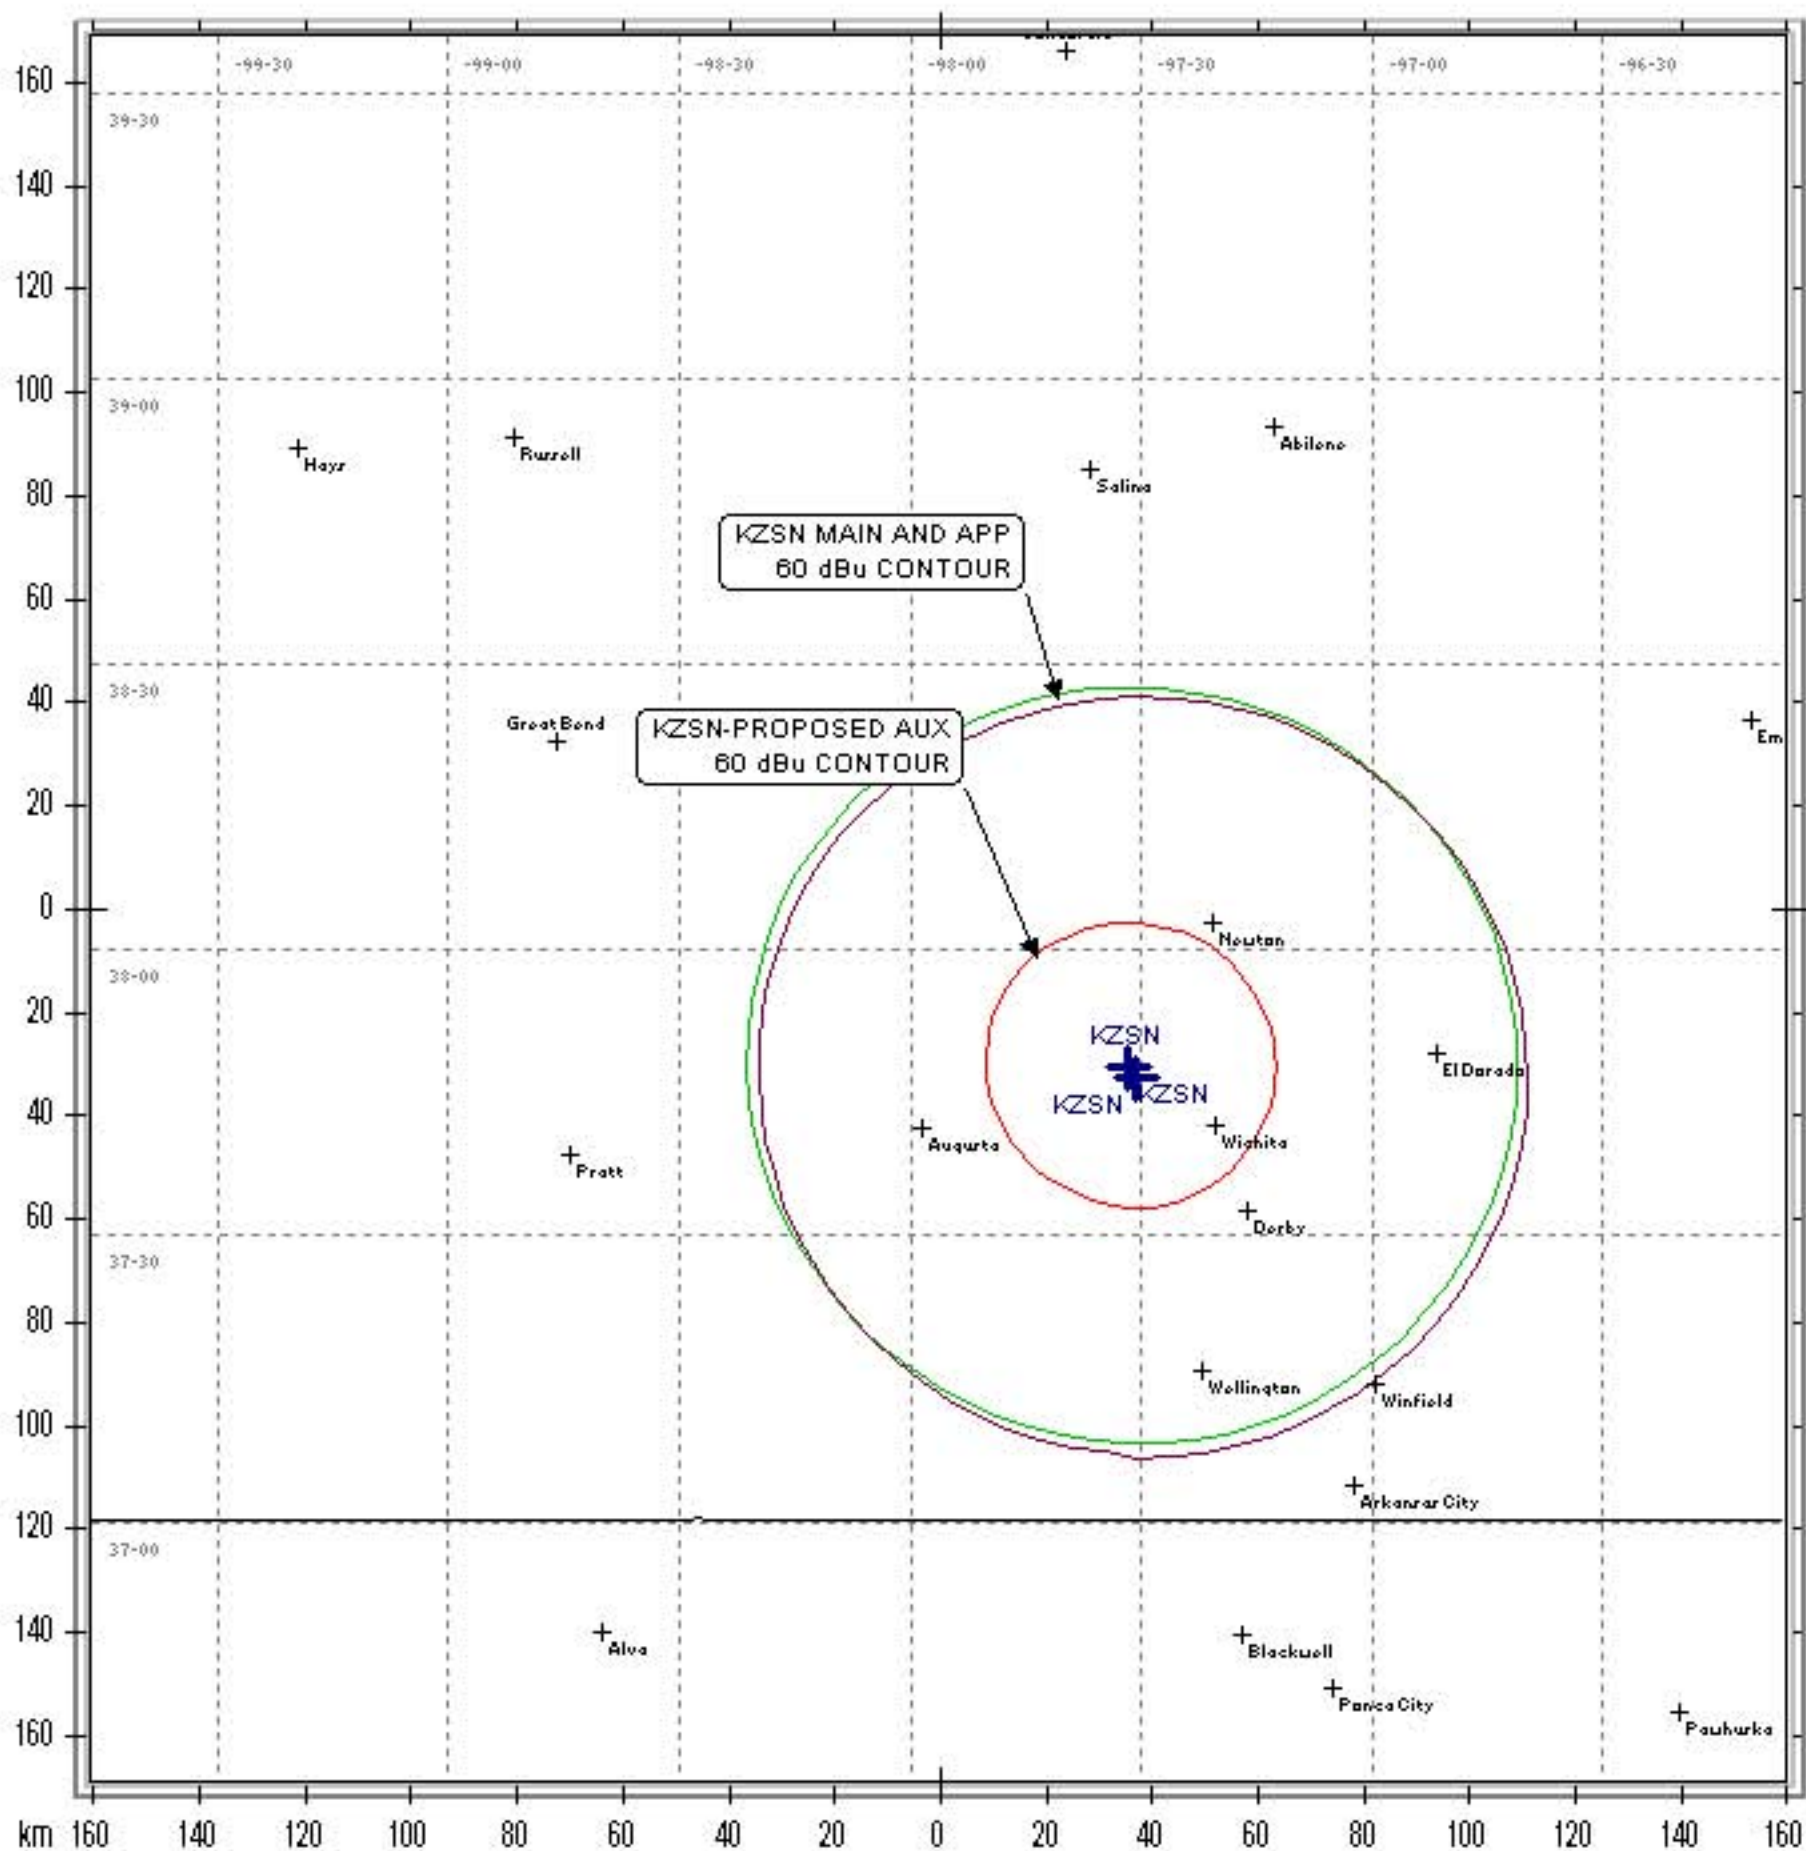 -99-30 -99-00 -98-30 -98-00 -97-30 -97-00 -96-30
160
39-30
140
120
100
39-00
Abilene
Russell
Hays
80
Salina
KZSN MAIN AND APP
60 dBu CONTOUR
60
38-30
40
Great Bend
KZSN-PROPOSED AUX
60 dBu CONTOUR
Em
20
0
Newton
38-00
20
KZSN
El Dorado
KZSN
KZSN
40
Augusta
Wichita
Pratt
60
Derby
37-30
80
Wellington
Winfield
100
Arkansas City
120
37-00
140
Alva
Blackwell
Ponca City
Pawhuska
160
km 160 140 120 100 80 60 40 20 0 20 40 60 80 100 120 140 160